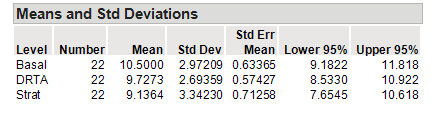 Means and Std Deviations
Std Err
Level Number Mean Std Dev Mean Lower 95% Upper 95%
Basal 22 10.5000 2.97209 0.63365 9.1822 11.818
DRTA 22 9.7273 2.69359 0.57427 8.5330 10.922
Strat 22 9.1364 3.34230 0.71258 7.6545 10.618